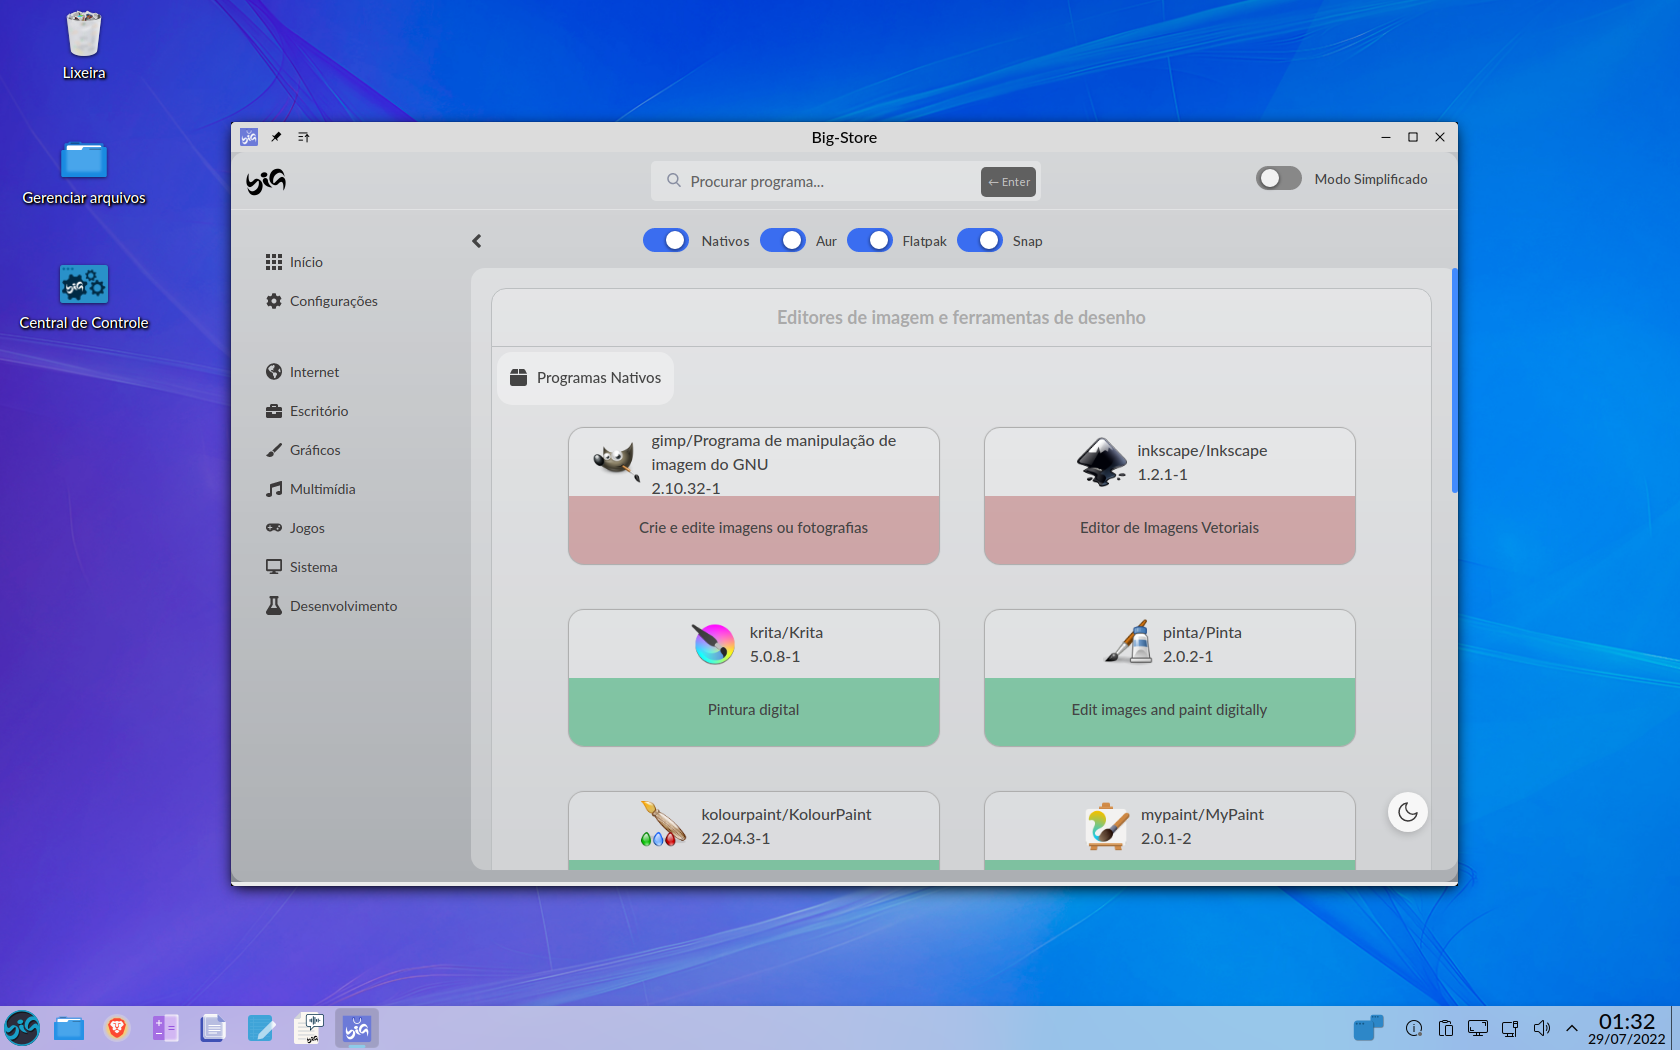 Lixeira
Gerenciar arquivos
Central de Controle
Big-Store
Procurar programa...
← Enter
Modo Simplificado
Nativos
Aur
Flatpak
Snap
Início
Configurações
Internet
Escritório
Gráficos
Multimídia
Jogos
Sistema
Desenvolvimento
Editores de imagem e ferramentas de desenho
Programas Nativos
gimp/Programa de manipulação de
imagem do GNU
2.10.32-1
Crie e edite imagens ou fotografias
inkscape/Inkscape
1.2.1-1
Editor de Imagens Vetoriais
krita/Krita
5.0.8-1
Pintura digital
pinta/Pinta
2.0.2-1
Edit images and paint digitally
kolourpaint/KolourPaint
22.04.3-1
mypaint/MyPaint
2.0.1-2
01:32
29/07/2022